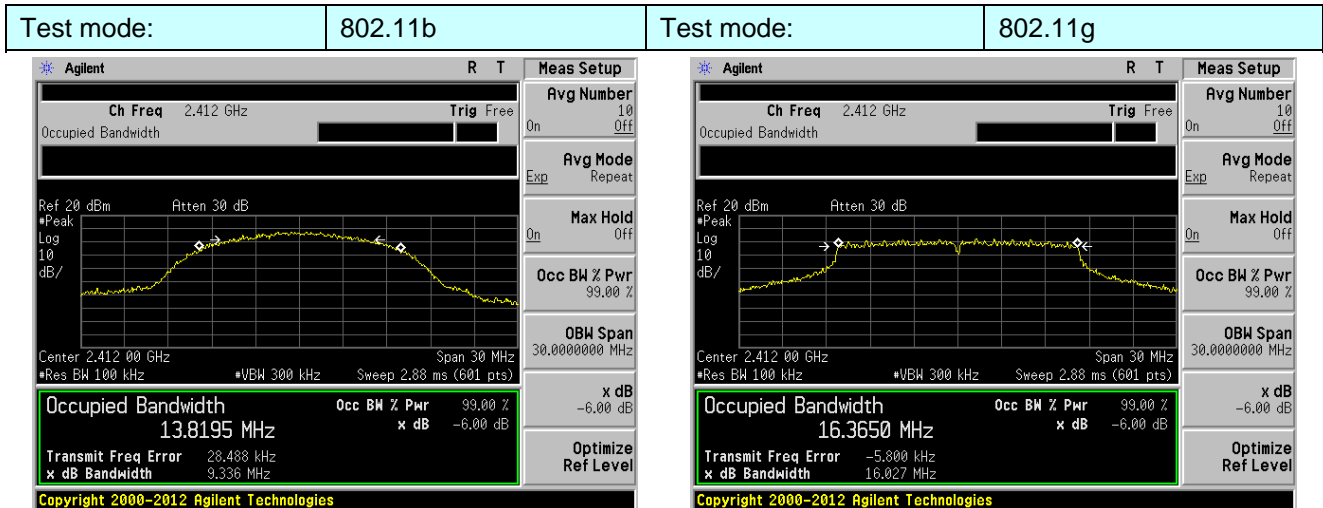 Test mode: 802.11b Test mode: 802.11g
Agilent R T Meas Setup
Ch Freq 2.412 GHz Trig Free
Occupied Bandwidth
Avg Number
10
On Off
Avg Mode
Exp Repeat
Ref 20 dBm Atten 30 dB
#Peak
Log
10
dB/
Max Hold
On Off
Occ BW % Pwr
99.00 %
OBW Span
30.0000000 MHz
Center 2.412 00 GHz Span 30 MHz
#Res BW 100 kHz #VBW 300 kHz Sweep 2.88 ms (601 pts)
x dB
-6.00 dB
Occupied Bandwidth Occ BW % Pwr 99.00 %
13.8195 MHz x dB -6.00 dB
Transmit Freq Error 28.488 kHz
x dB Bandwidth 9.336 MHz
Optimize
Ref Level
Copyright 2000-2012 Agilent Technologies
Agilent R T Meas Setup
Ch Freq 2.412 GHz Trig Free
Occupied Bandwidth
Avg Number
10
On Off
Avg Mode
Exp Repeat
Ref 20 dBm Atten 30 dB
#Peak
Log
10
dB/
Max Hold
On Off
Occ BW % Pwr
99.00 %
OBW Span
30.0000000 MHz
Center 2.412 00 GHz Span 30 MHz
#Res BW 100 kHz #VBW 300 kHz Sweep 2.88 ms (601 pts)
x dB
-6.00 dB
Occupied Bandwidth Occ BW % Pwr 99.00 %
16.3650 MHz x dB -6.00 dB
Transmit Freq Error -5.800 kHz
x dB Bandwidth 16.027 MHz
Optimize
Ref Level
Copyright 2000-2012 Agilent Technologies